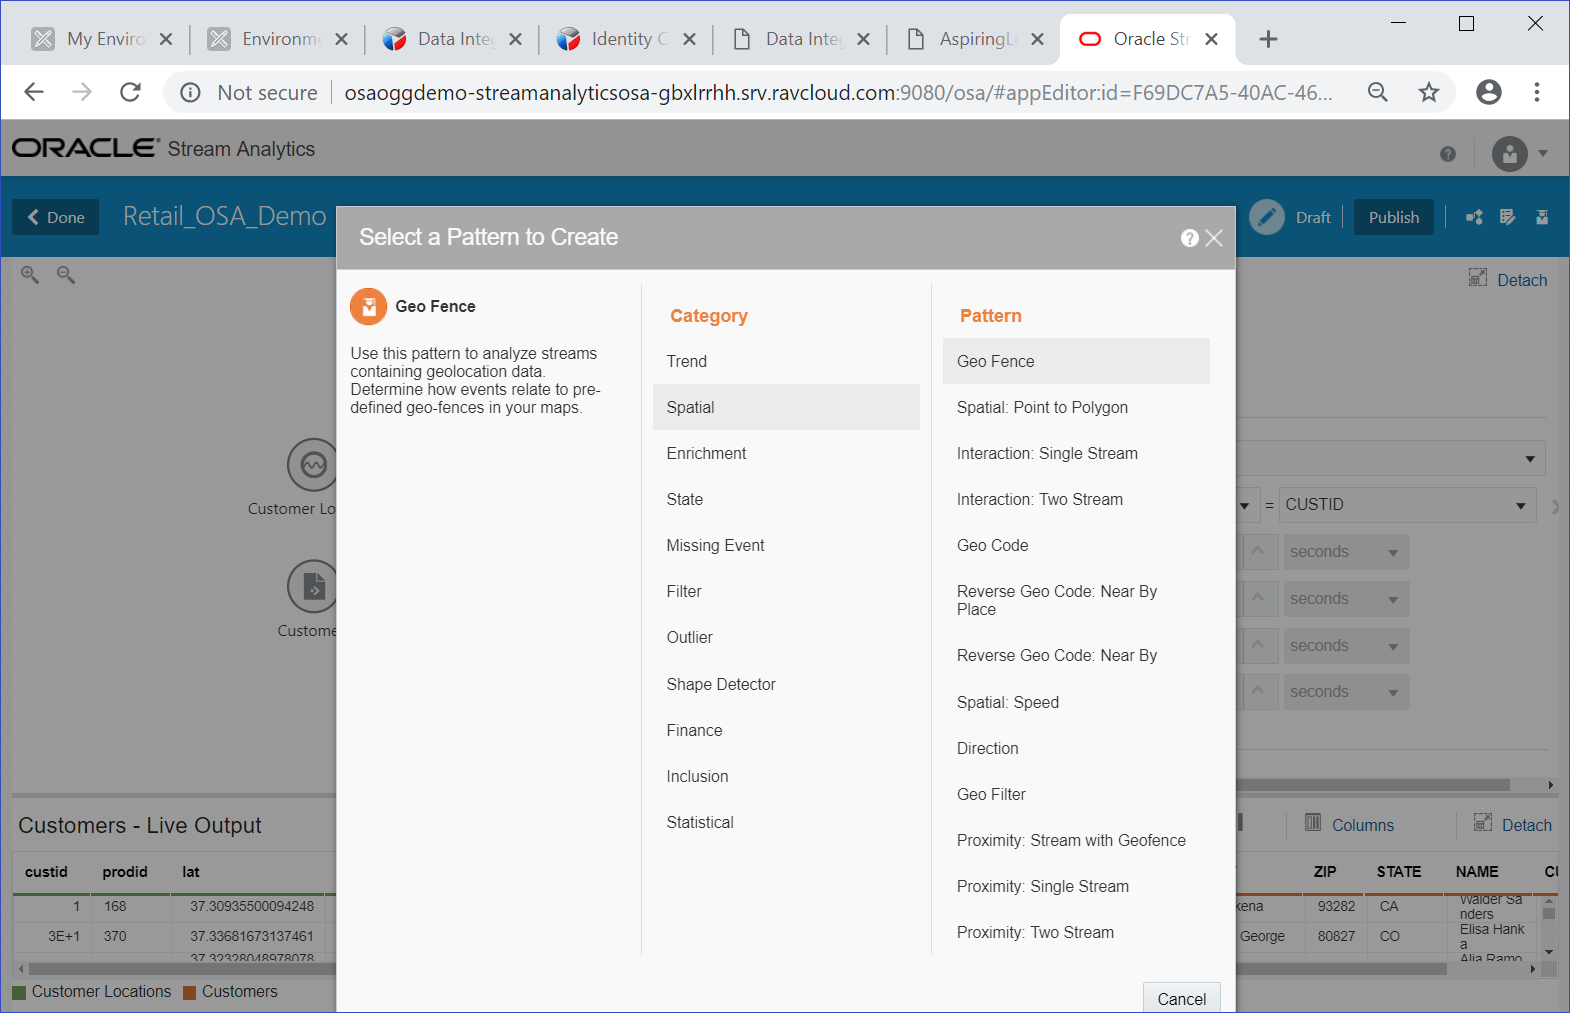 My Enviro
Environme
Data Integ
Identity C
Data Integ
AspiringLe
Oracle Str
Not secure
osaoggdemo-streamanalyticsosa-gbxlrrhh.srv.ravcloud.com:9080/osa/#appEditor:id=F69DC7A5-40AC-46...
ORACLE Stream Analytics
Done
Retail_OSA_Demo
Draft
Publish
Select a Pattern to Create
Detach
Geo Fence
Use this pattern to analyze streams
containing geolocation data.
Determine how events relate to pre-
defined geo-fences in your maps.
Category
Trend
Spatial
Enrichment
State
Missing Event
Filter
Outlier
Shape Detector
Finance
Inclusion
Statistical
Pattern
Geo Fence
Spatial: Point to Polygon
Interaction: Single Stream
Interaction: Two Stream
Geo Code
Reverse Geo Code: Near By
Place
Reverse Geo Code: Near By
Spatial: Speed
Direction
Geo Filter
Proximity: Stream with Geofence
Proximity: Single Stream
Proximity: Two Stream
Cancel
Customer Lo
Custome
= CUSTID
seconds
seconds
seconds
seconds
Customers - Live Output
Columns
Detach
custid prodid lat ZIP STATE NAME CU
1 168 37.30935500094248 kena 93282 CA Walder Sa
nders
3E+1 370 37.33681673137461 George 80827 CO Elisa Hank
a
37.32328048978078 Alia Ramo
Customer Locations Customers